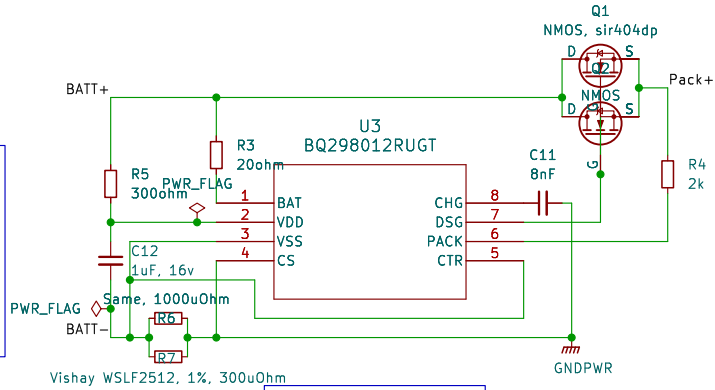 Q1
NMOS, sir404dp
D
S
Q2
BATT+
Pack+
NMOS
D
G
S
U3
BQ298012RUGT
R3
20ohm
C11
8nF
G
R5
300ohm
PWR_FLAG
R4
2k
1
BAT
CHG
8
2
VDD
DSG
7
3
VSS
PACK
6
4
CS
CTR
5
C12
1uF, 16v
Same, 1000uOhm
PWR_FLAG
R6
BATT-
R7
GNDPWR
Vishay WSLF2512, 1%, 300uOhm